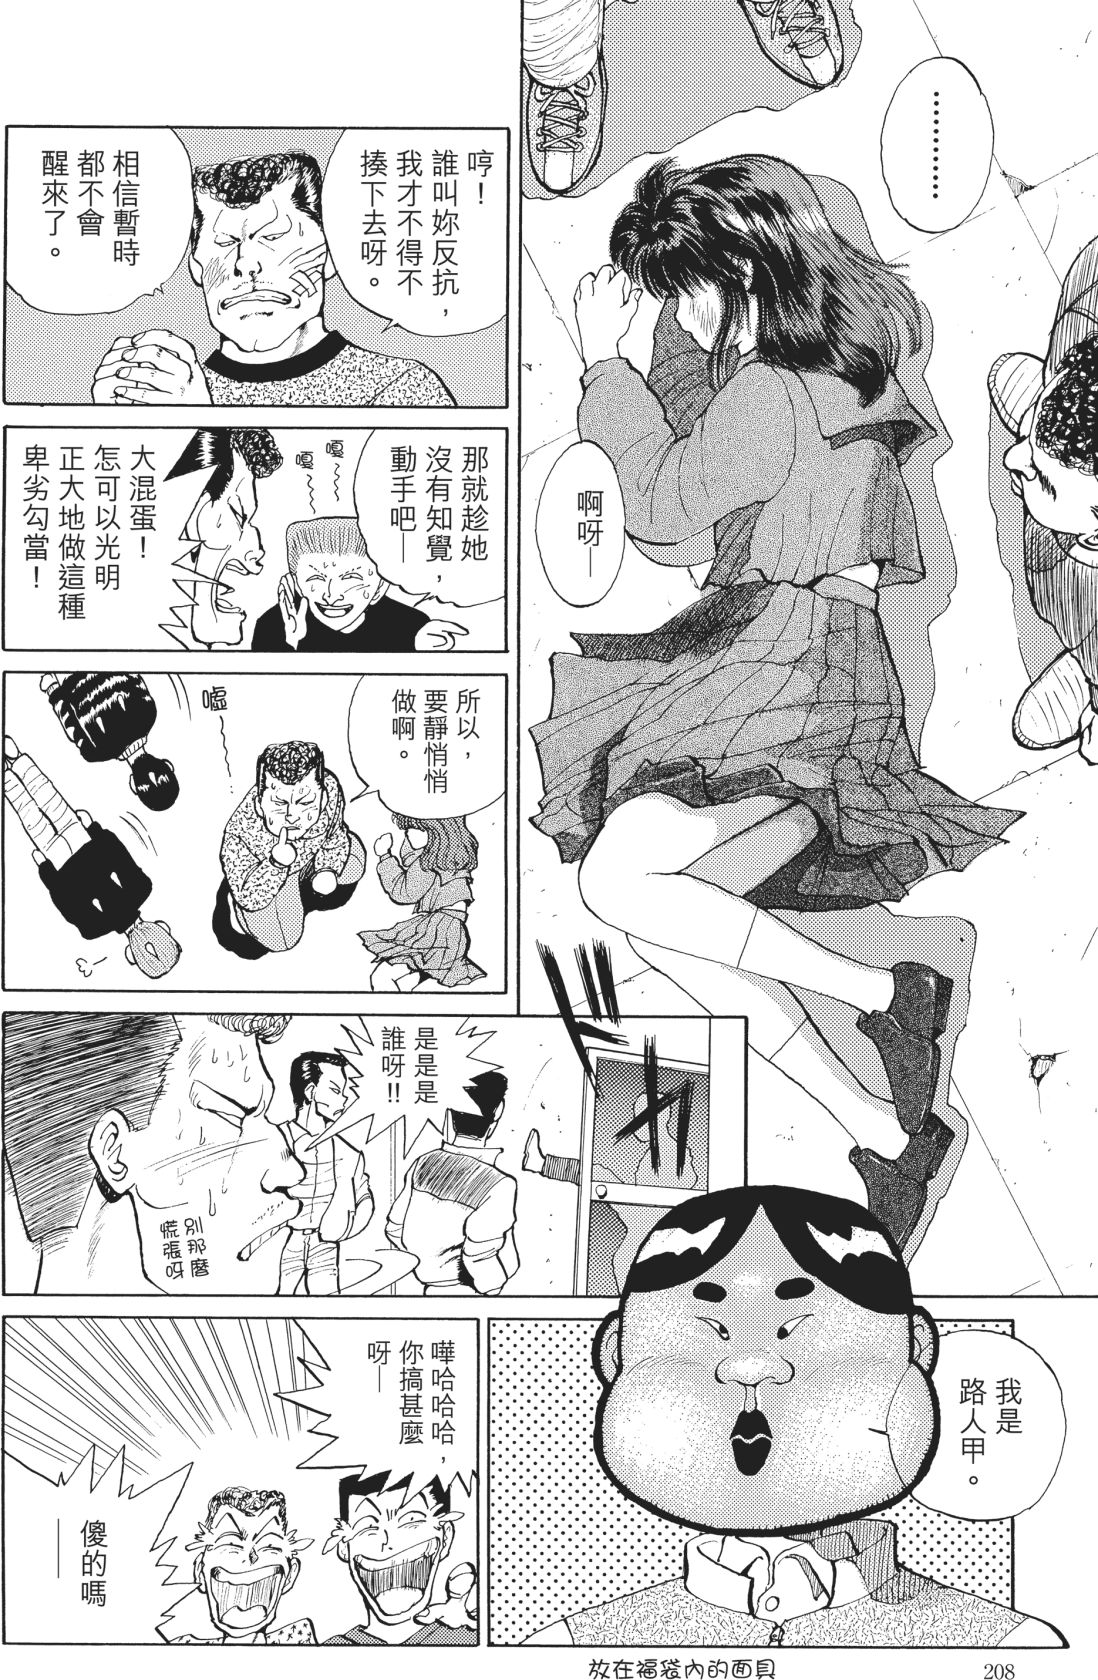 …………
啊呀—
哼！
誰叫妳反抗，
我才不得不
揍下去呀。
相信暫時
都不會
醒來了。
那就趁她
沒有知覺，
動手吧—
嘎～
嘎～
大混蛋！
怎可以光明
正大地做這種
卑劣勾當！
所以，
要靜悄悄
做啊。
噓～
ドカ
是是是
誰呀!!
別那麼
慌張呀
我是
路人甲。
嘩哈哈哈，
你搞甚麼
呀—
傻的嗎
——
放在福袋內的面具
208